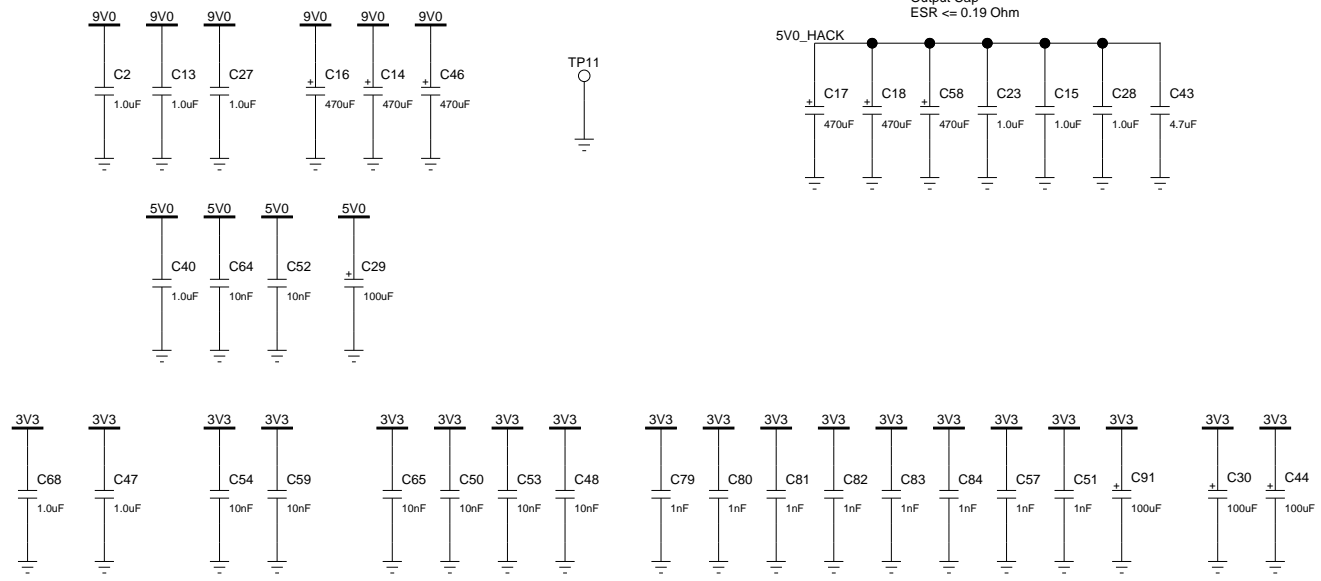 Output Cap
ESR <= 0.19 Ohm
9V0 9V0 9V0 9V0 9V0 9V0
5V0_HACK
TP11
C2 C13 C27 C16 C14 C46
1.0uF 1.0uF 1.0uF + 470uF + 470uF + 470uF
C17 C18 C58 C23 C15 C28 C43
+ 470uF + 470uF + 470uF 1.0uF 1.0uF 1.0uF 4.7uF
5V0 5V0 5V0 5V0
C40 C64 C52 C29
1.0uF 10nF 10nF + 100uF
3V3 3V3 3V3 3V3 3V3 3V3 3V3 3V3 3V3 3V3 3V3 3V3 3V3 3V3 3V3 3V3 3V3 3V3 3V3
C68 C47 C54 C59 C65 C50 C53 C48 C79 C80 C81 C82 C83 C84 C57 C51 C91 C30 C44
1.0uF 1.0uF 10nF 10nF 10nF 10nF 10nF 10nF 1nF 1nF 1nF 1nF 1nF 1nF 1nF 1nF + 100uF + 100uF + 100uF